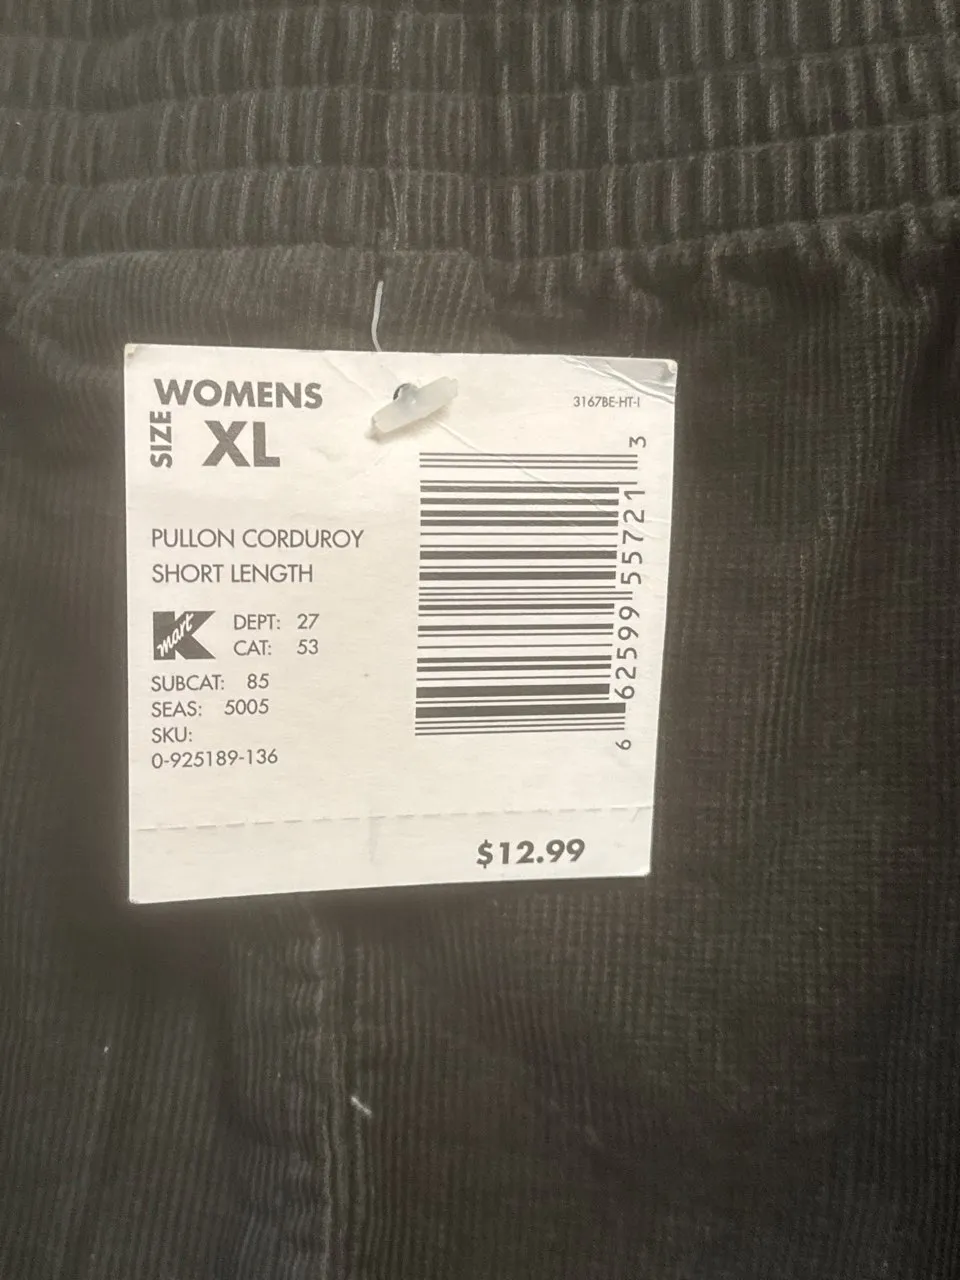 WOMENS
SIZE
XL
3167BE-HT-I
PULLON CORDUROY
SHORT LENGTH
K
mart
DEPT: 27
CAT: 53
SUBCAT: 85
SEAS: 5005
SKU:
0-925189-136
6 62599 55721 3
$12.99